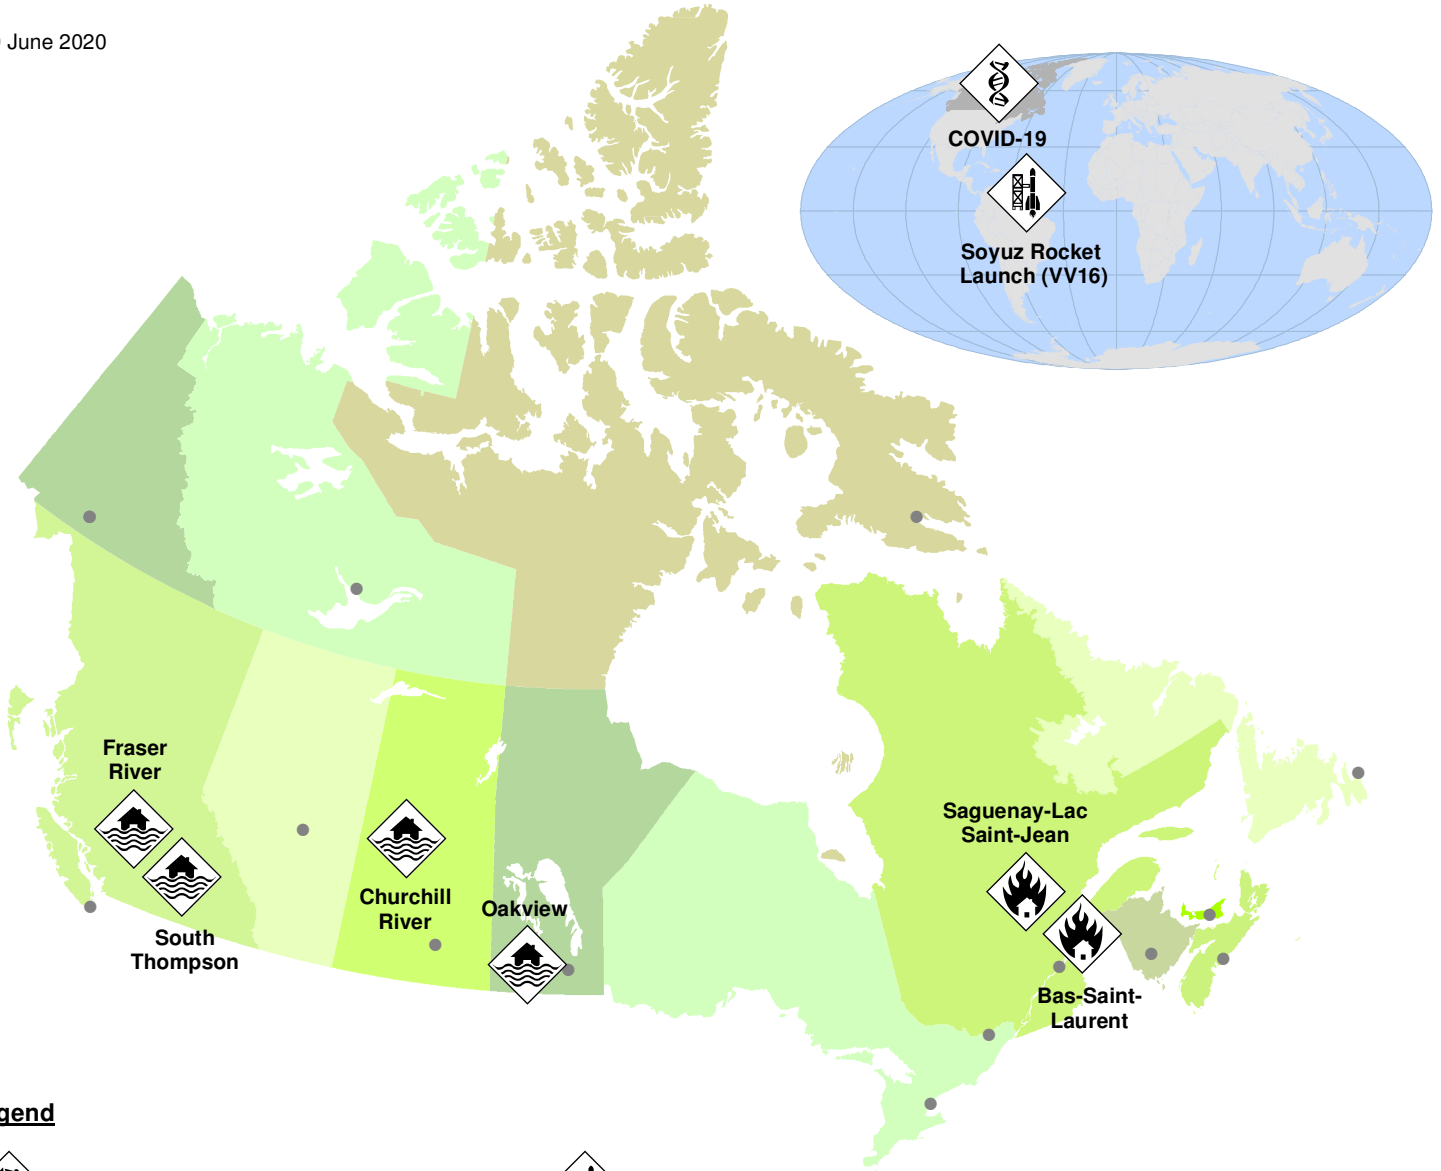 June 2020
COVID-19
Soyuz Rocket
Launch (VV16)
Fraser
River
South
Thompson
Churchill
River
Oakview
Saguenay-Lac
Saint-Jean
Bas-Saint-
Laurent
gend